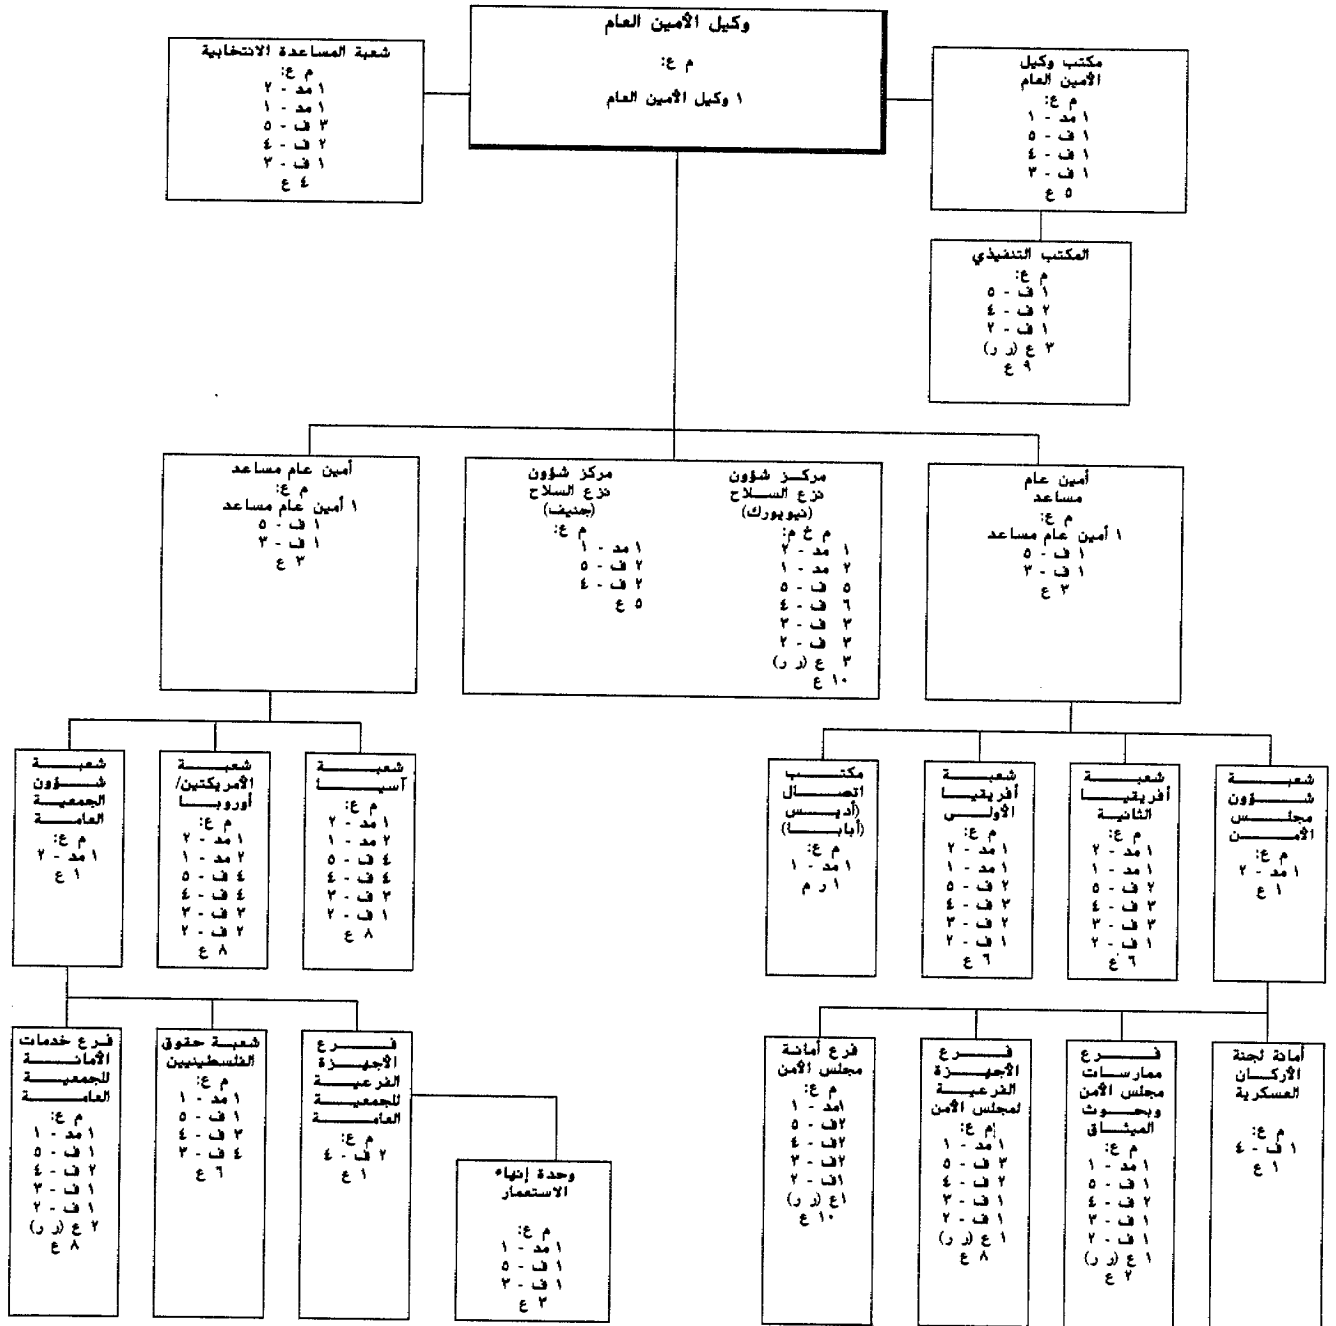 وكيل الأمين العام
م ع:
١ وكيل الأمين العام
مكتب وكيل
الأمين العام
م ع:
١ مد - ١
١ ف - ٥
١ ف - ٤
١ ف - ٣
٥ ع
شعبة المساعدة الانتخابية
م ع:
١ مد - ٢
١ مد - ١
٣ ف - ٥
٢ ف - ٤
١ ف - ٣
٤ ع
المكتب التنفيذي
م ع:
١ ف - ٥
٢ ف - ٤
١ ف - ٢
٣ ع (ر ر)
٩ ع
أمين عام
مساعد
م ع:
١ أمين عام مساعد
١ ف - ٥
١ ف - ٣
٣ ع
مركز شؤون
نزع السلاح
(نيويورك)
م خ م:
١ مد - ٢
٢ مد - ١
٥ ف - ٥
٦ ف - ٤
٣ ف - ٣
٣ ف - ٢
٣ ع (ر ر)
١٠ ع
مركز شؤون
نزع السلاح
(جنيف)
م ع:
١ مد - ١
٢ ف - ٥
٢ ف - ٤
٥ ع
أمين عام مساعد
م ع:
١ أمين عام مساعد
١ ف - ٥
١ ف - ٣
٣ ع
شعبة
شؤون
مجلس
الأمن
م ع:
١ مد - ٢
١ ع
شعبة
أفريقيا
الثانية
م ع:
١ مد - ٢
١ مد - ١
٢ ف - ٥
٣ ف - ٤
٣ ف - ٣
١ ف - ٢
٦ ع
شعبة
أفريقيا
الأولى
م ع:
١ مد - ٢
١ مد - ١
٢ ف - ٥
٣ ف - ٤
٢ ف - ٣
١ ف - ٢
٦ ع
مكتب
اتصال
(أديس
أبابا)
م ع:
١ مد - ١
١ ر م
شعبة
آسيا
م ع:
١ مد - ٢
٢ مد - ١
٤ ف - ٥
٤ ف - ٤
٣ ف - ٣
١ ف - ٢
٨ ع
شعبة
الأمريكتين/
أوروبا
م ع:
١ مد - ٢
٢ مد - ١
٤ ف - ٥
٤ ف - ٤
٣ ف - ٣
٢ ف - ٢
٨ ع
شعبة
شؤون
الجمعية
العامة
م ع:
١ مد - ٢
١ ع
أمانة لجنة
الأركان
العسكرية
م ع:
١ ف - ٤
١ ع
فرع
ممارسات
مجلس الأمن
وبحوث
الميثاق
م ع:
١ مد - ١
١ ف - ٥
٢ ف - ٤
١ ف - ٣
١ ف - ٢
١ ع (ر ر)
٢ ع
فرع
الأجهزة
الفرعية
لمجلس الأمن
م ع:
١ مد - ١
٣ ف - ٥
٢ ف - ٤
١ ف - ٣
١ ف - ٢
١ ع (ر ر)
٨ ع
فرع أمانة
مجلس الأمن
م ع:
١مد - ١
٢ف - ٥
٢ف - ٤
٢ف - ٣
١ف - ٢
١ع (ر ر)
١٠ ع
فرع
الأجهزة
الفرعية
للجمعية
العامة
م ع:
٢ ف - ٤
١ ع
شعبة حقوق
الفلسطينيين
م ع:
١ مد - ١
١ ف - ٥
٣ ف - ٤
٤ ف - ٣
٦ ع
فرع خدمات
الأمانة
للجمعية
العامة
م ع:
١ مد - ١
١ ف - ٥
٢ ف - ٤
١ ف - ٣
١ ف - ٢
٢ ع (ر ر)
٨ ع
وحدة إنهاء
الاستعمار
م ع:
١ مد - ١
١ ف - ٥
١ ف - ٣
٣ ع